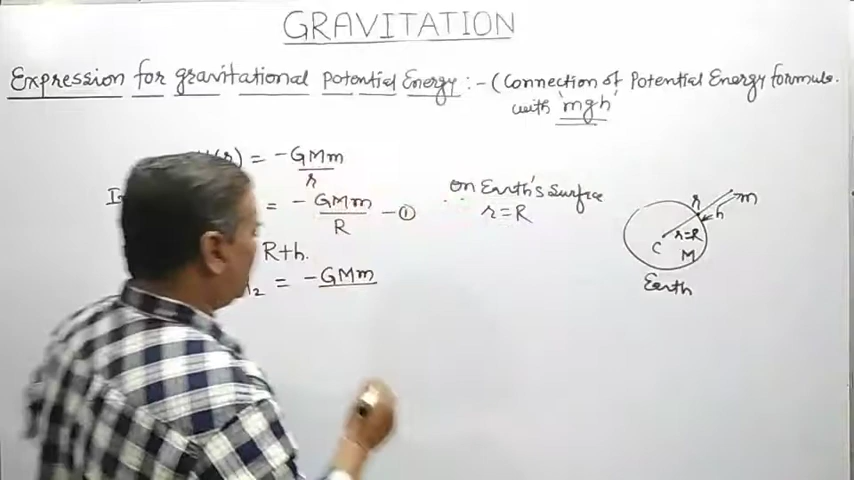 GRAVITATION
Expression for gravitational Potential Energy :- (Connection of Potential Energy formula.
with 'mgh'
(r) = -GMm
r
= - GMm
R
-①
R+h.
2 = -GMm
on Earth's Surface
r=R
r
m
h
r=R
C
M
Earth